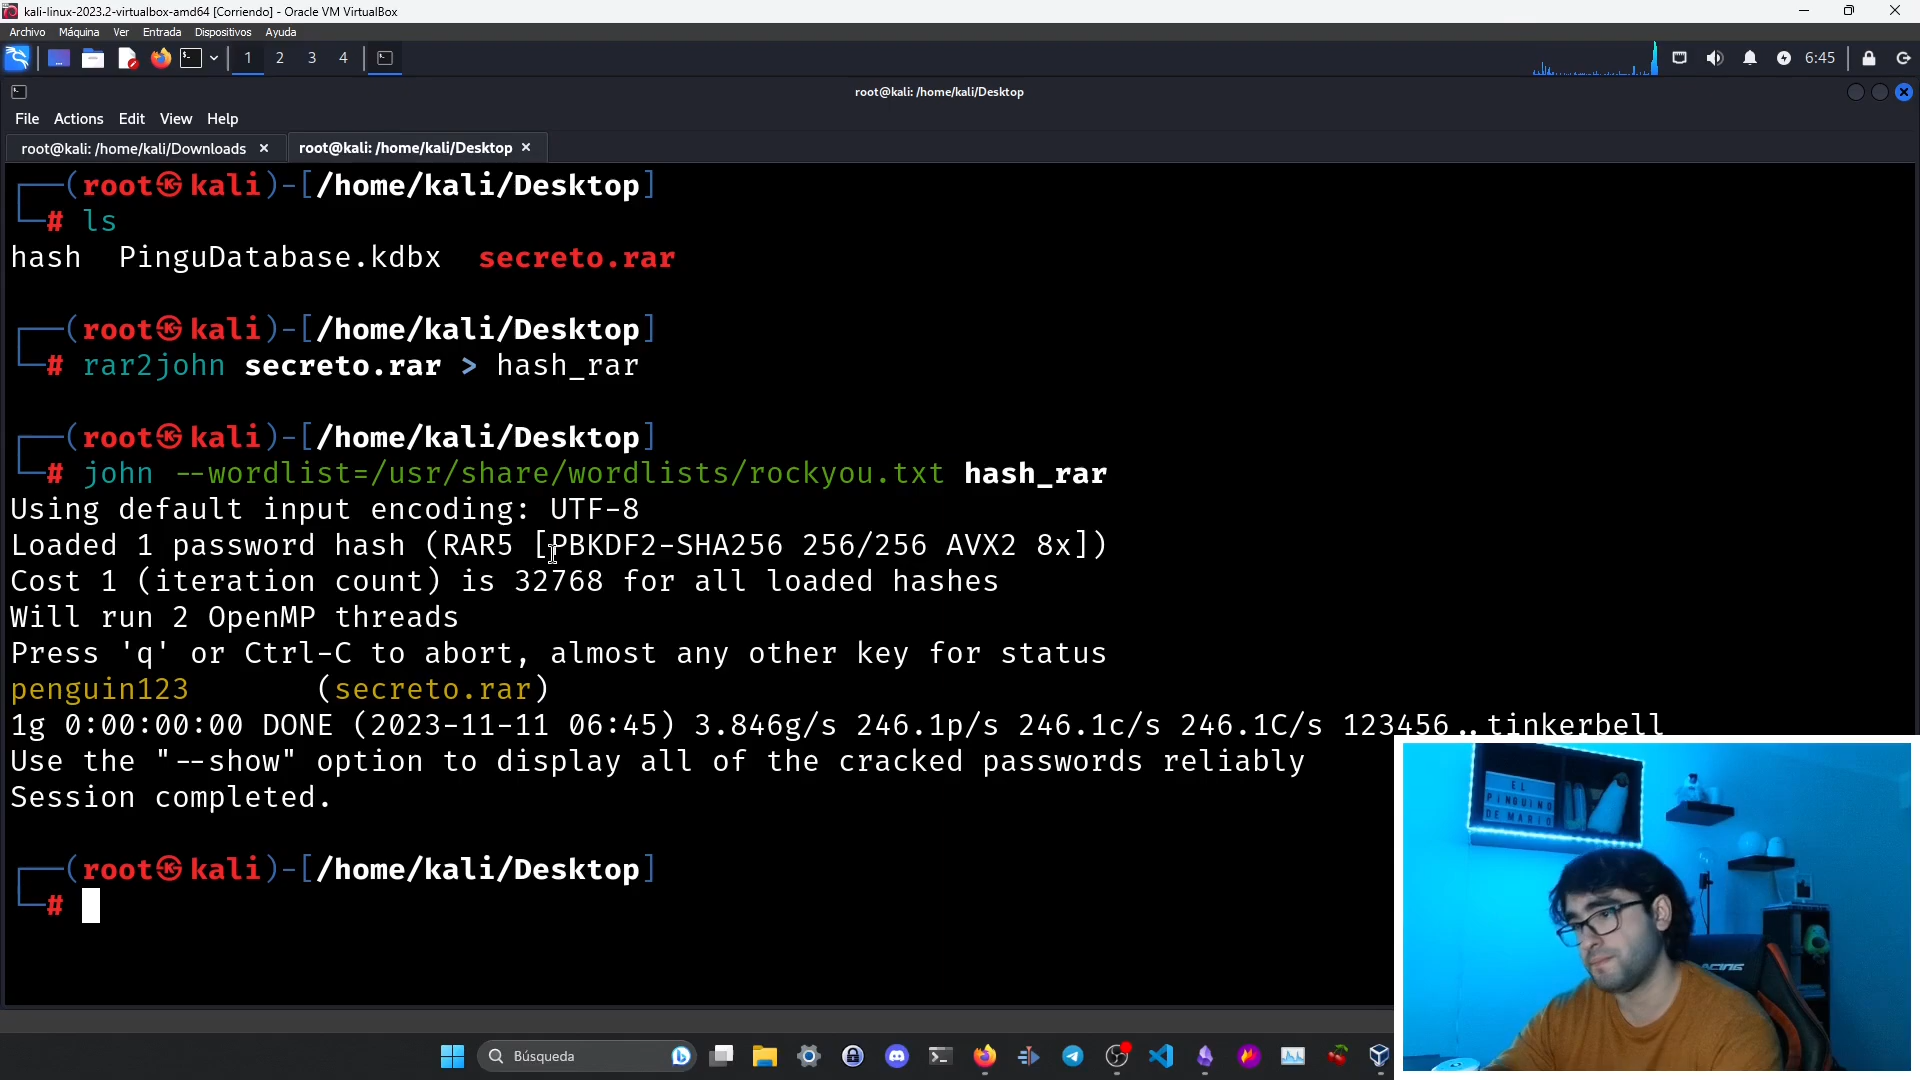 kali-linux-2023.2-virtualbox-amd64 [Corriendo] - Oracle VM VirtualBox
Archivo Máquina Ver Entrada Dispositivos Ayuda
1 2 3 4 6:45
root@kali: /home/kali/Desktop
File Actions Edit View Help
root@kali: /home/kali/Downloads × root@kali: /home/kali/Desktop ×
┌──(root㉿kali)-[/home/kali/Desktop]
└─# ls
hash PinguDatabase.kdbx secreto.rar
┌──(root㉿kali)-[/home/kali/Desktop]
└─# rar2john secreto.rar > hash_rar
┌──(root㉿kali)-[/home/kali/Desktop]
└─# john --wordlist=/usr/share/wordlists/rockyou.txt hash_rar
Using default input encoding: UTF-8
Loaded 1 password hash (RAR5 [PBKDF2-SHA256 256/256 AVX2 8x])
Cost 1 (iteration count) is 32768 for all loaded hashes
Will run 2 OpenMP threads
Press 'q' or Ctrl-C to abort, almost any other key for status
penguin123 (secreto.rar)
1g 0:00:00:00 DONE (2023-11-11 06:45) 3.846g/s 246.1p/s 246.1c/s 246.1C/s 123456..tinkerbell
Use the "--show" option to display all of the cracked passwords reliably
Session completed.
┌──(root㉿kali)-[/home/kali/Desktop]
└─#
EL
PINGUINO
DE MARIO
Búsqueda